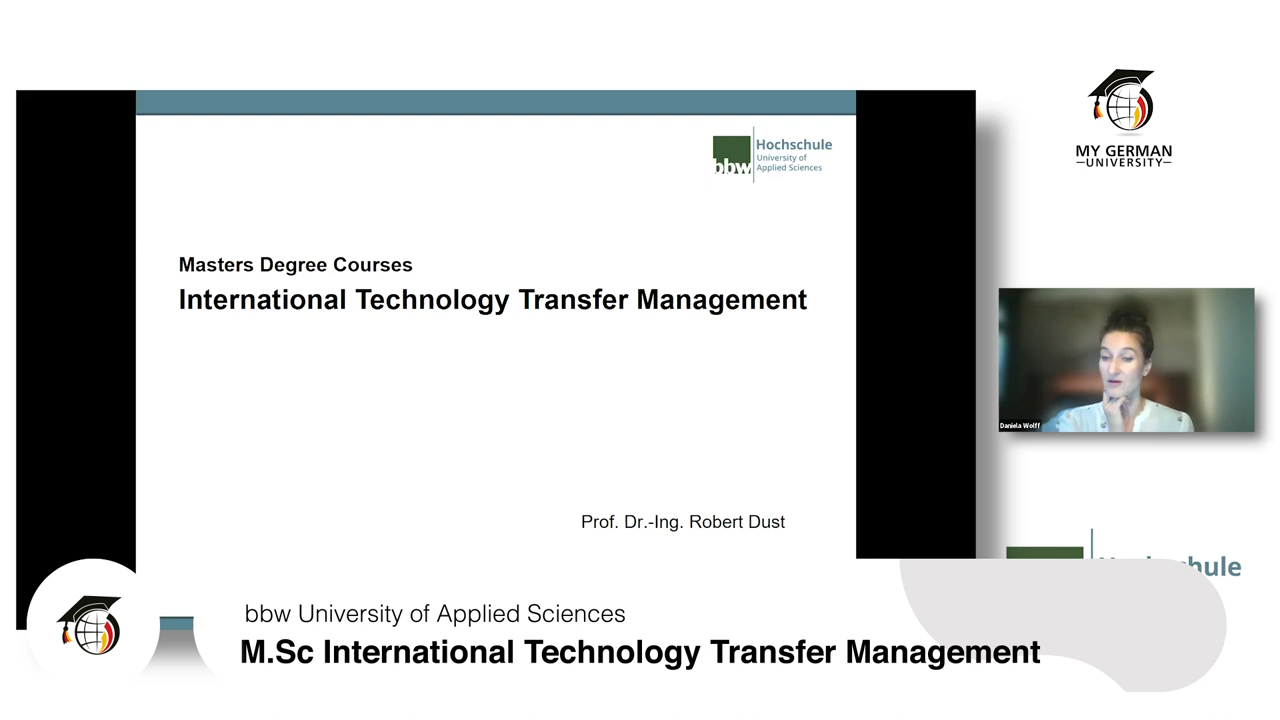 bbw
Hochschule
University of
Applied Sciences
MY GERMAN
UNIVERSITY
Masters Degree Courses
International Technology Transfer Management
Daniela Wolff
Prof. Dr.-Ing. Robert Dust
bbw University of Applied Sciences
M.Sc International Technology Transfer Management